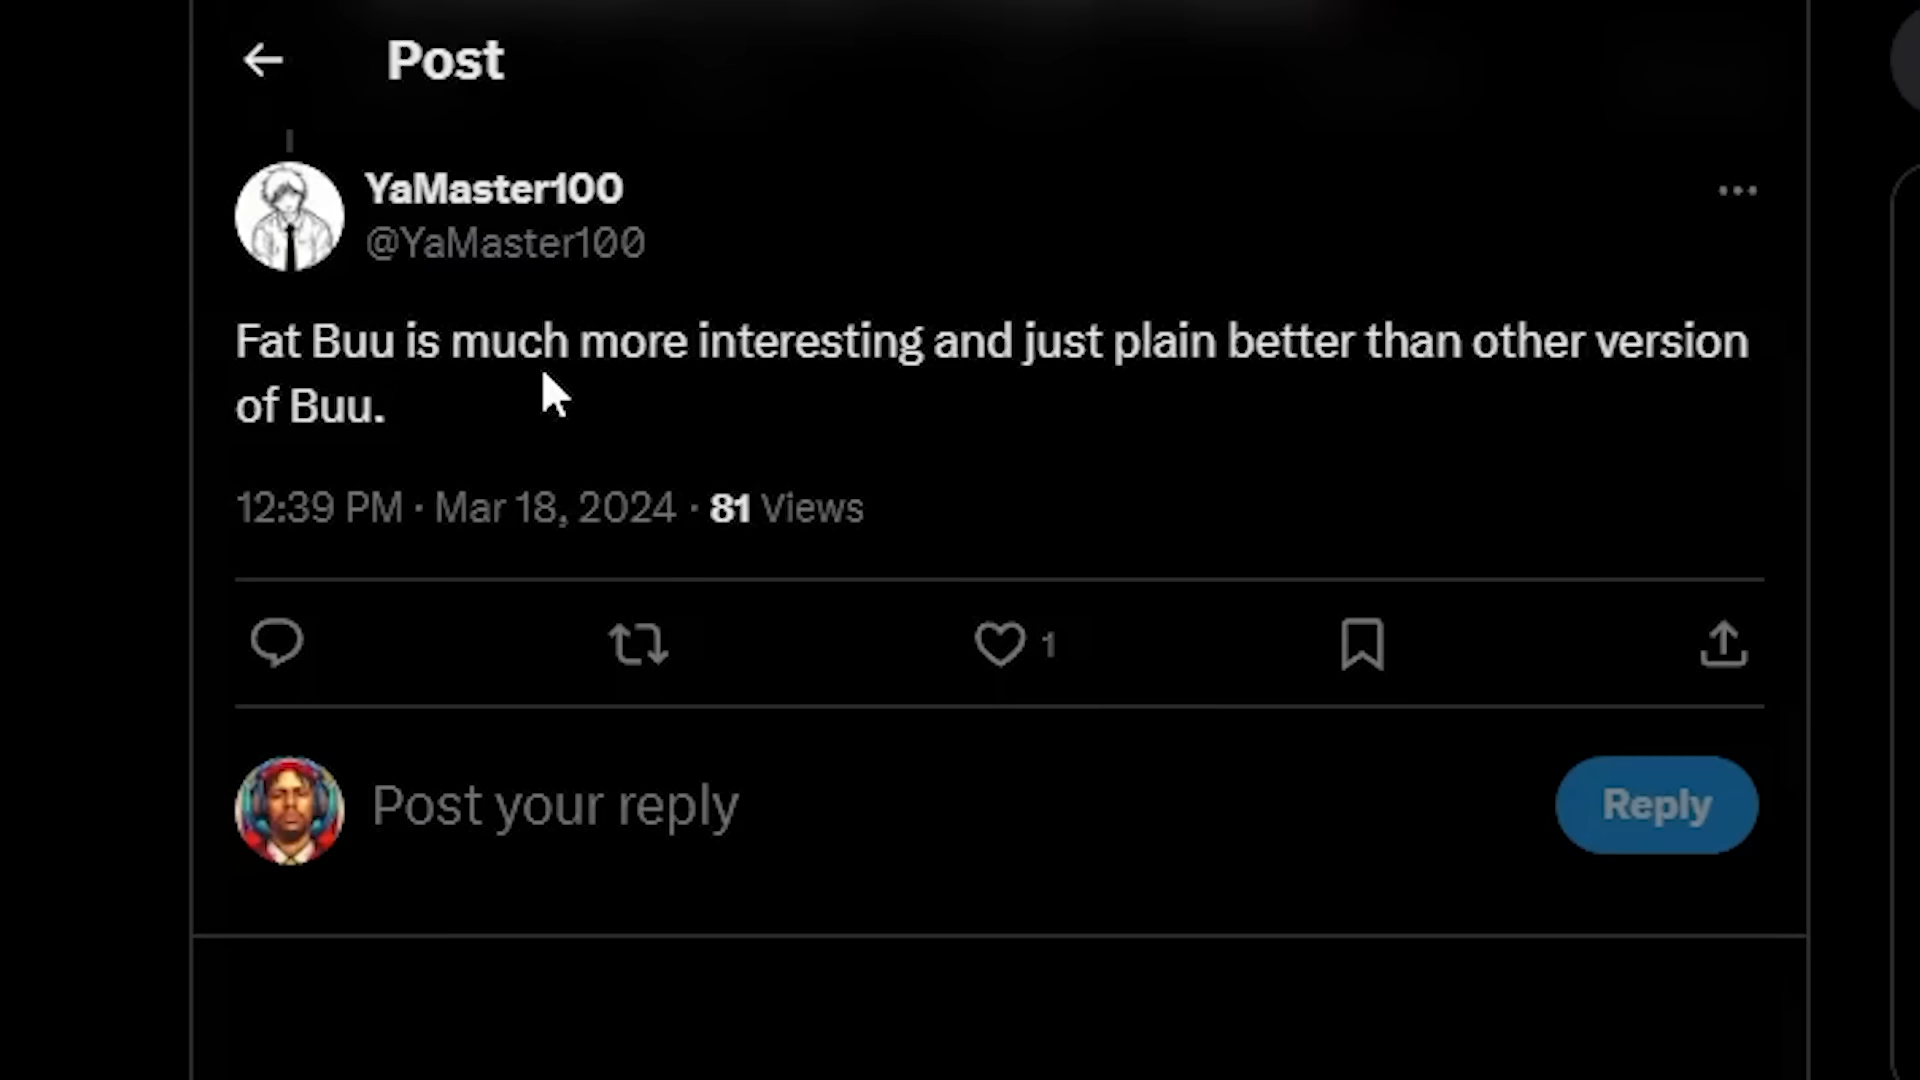 Post
YaMaster100
@YaMaster100
Fat Buu is much more interesting and just plain better than other version
of Buu.
12:39 PM · Mar 18, 2024 · 81 Views
1
Post your reply
Reply